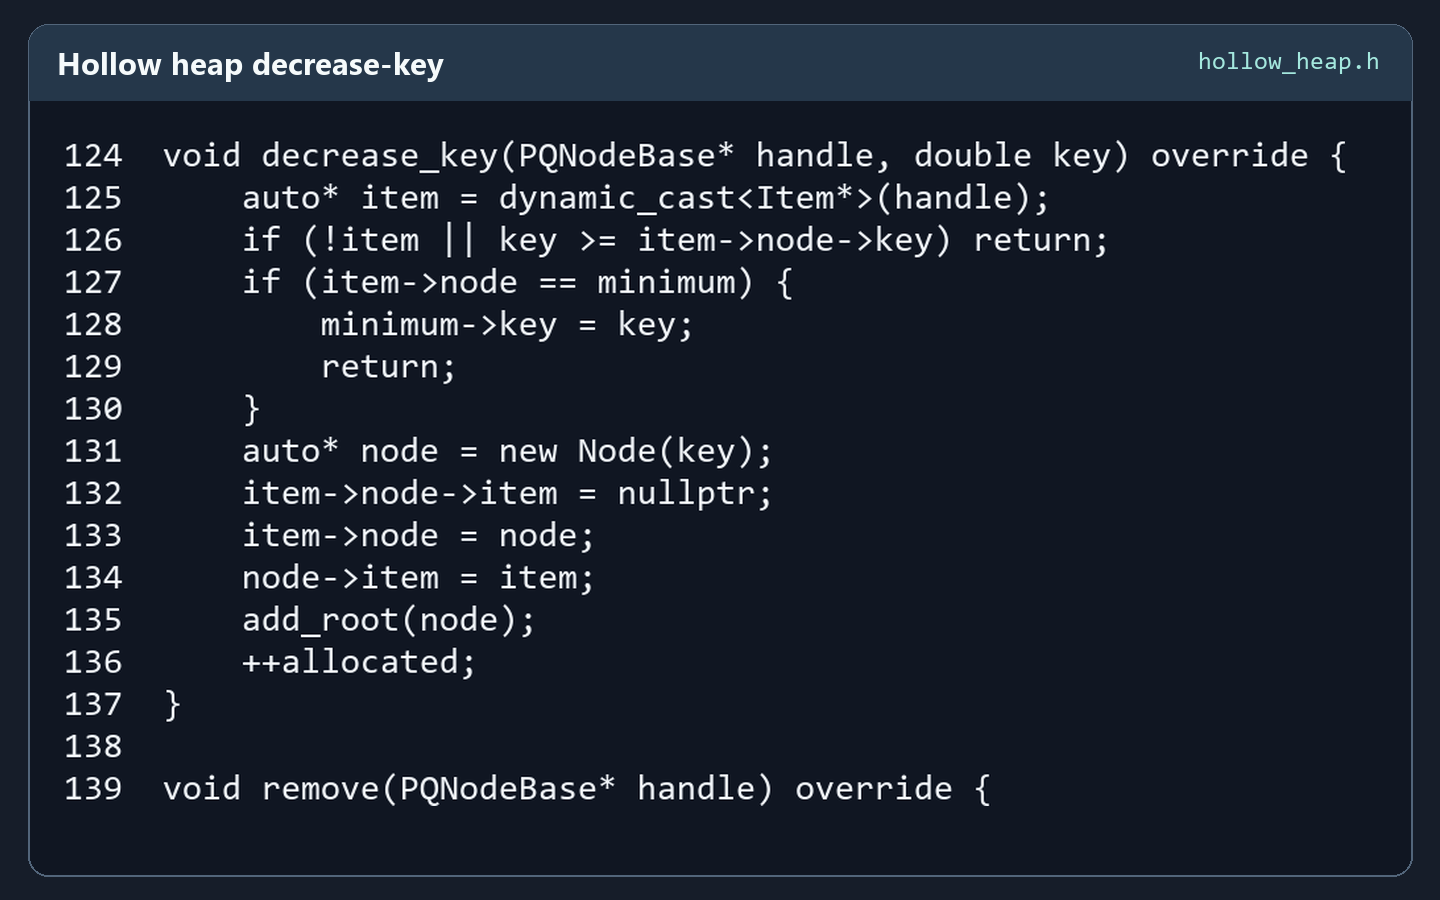 Hollow heap decrease-key
hollow_heap.h
124 void decrease_key(PQNodeBase* handle, double key) override {
125     auto* item = dynamic_cast<Item*>(handle);
126     if (!item || key >= item->node->key) return;
127     if (item->node == minimum) {
128         minimum->key = key;
129         return;
130     }
131     auto* node = new Node(key);
132     item->node->item = nullptr;
133     item->node = node;
134     node->item = item;
135     add_root(node);
136     ++allocated;
137 }
138
139 void remove(PQNodeBase* handle) override {